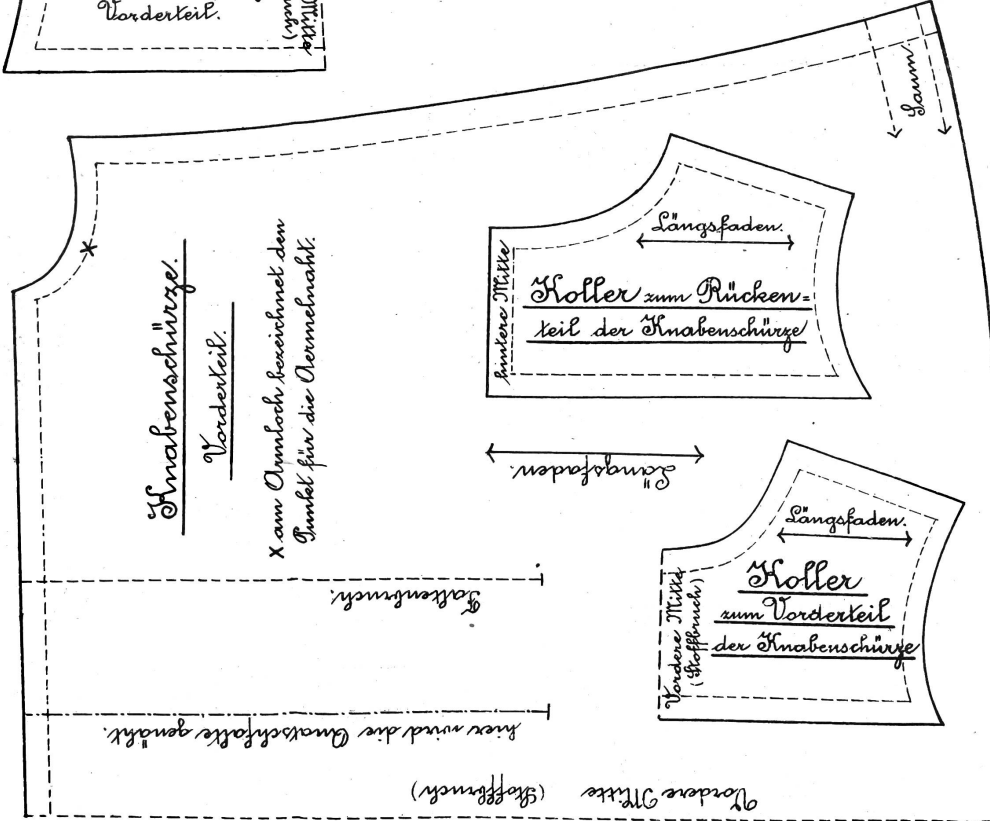 Vorderteil.
Mitte
Saum.
Knabenschürze.
Vorderteil.
x am Armloch bezeichnet den
Punkt für die Aermelnaht.
Längsfaden.
hintere Mitte
Koller zum Rücken=
teil der Knabenschürze
Längsfaden.
Längsfaden.
Vordere Mitte
(Stoffbruch)
Koller
zum Vorderteil
der Knabenschürze
Faltenbruch.
hier wird die Quetschfalte genäht.
Vordere Mitte (Stoffbruch)